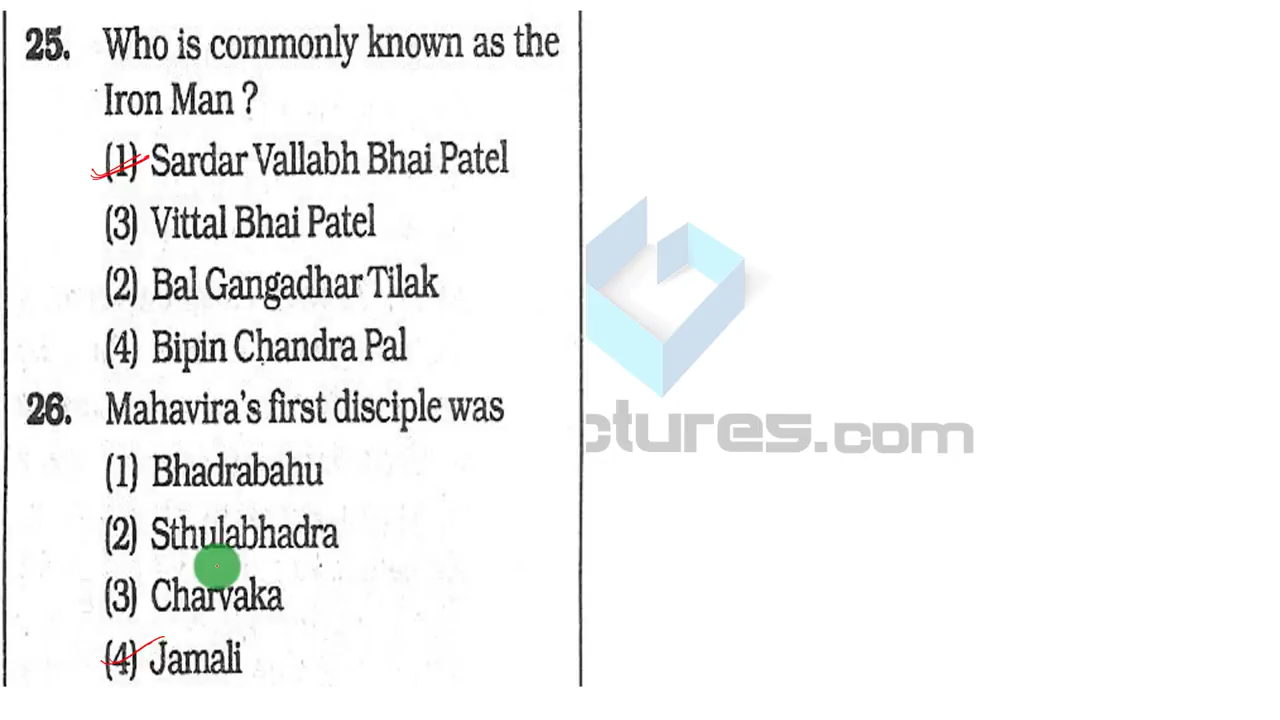 25. Who is commonly known as the
Iron Man ?
(1) Sardar Vallabh Bhai Patel
(3) Vittal Bhai Patel
(2) Bal Gangadhar Tilak
(4) Bipin Chandra Pal
26. Mahavira's first disciple was
(1) Bhadrabahu
(2) Sthulabhadra
(3) Charvaka
(4) Jamali
ctures.com